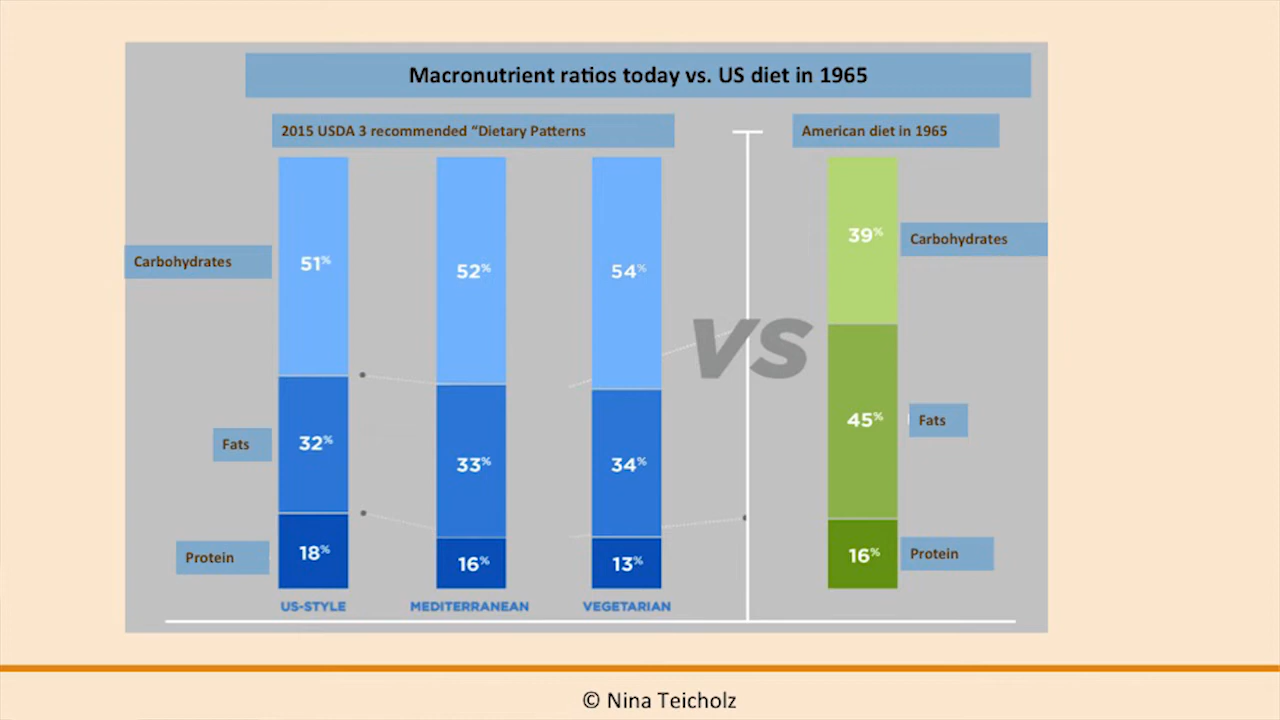 Macronutrient ratios today vs. US diet in 1965
2015 USDA 3 recommended “Dietary Patterns
American diet in 1965
Carbohydrates
51%
52%
54%
39%
Carbohydrates
VS
Fats
32%
33%
34%
45%
Fats
Protein
18%
16%
13%
16%
Protein
US-STYLE
MEDITERRANEAN
VEGETARIAN
© Nina Teicholz